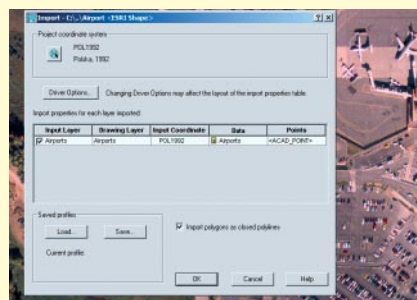 Import - C:\..\Airport <ESRI Shape>
Project coordinate system
POL1992
Polska, 1992
Driver Options...
Changing Driver Options may affect the layout of the import properties table.
Import properties for each layer imported:
Input Layer Drawing Layer Input Coordinate Data Points
Airports Airports POL1992 Airports <ACAD_POINT>
Saved profiles
Load... Save...
Current profile:
Import polygons as closed polylines
OK Cancel Help